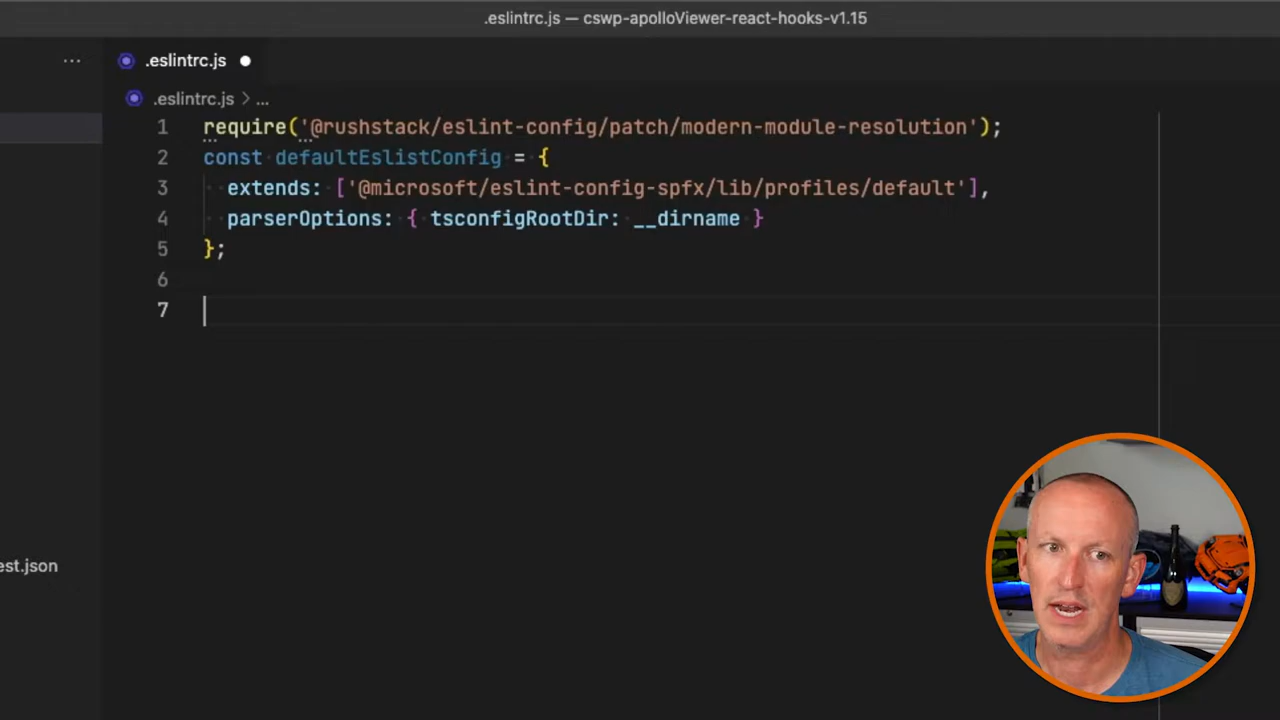 .eslintrc.js — cswp-apolloViewer-react-hooks-v1.15
... .eslintrc.js
.eslintrc.js > ...
1 require('@rushstack/eslint-config/patch/modern-module-resolution');
2 const defaultEslistConfig = {
3 extends: ['@microsoft/eslint-config-spfx/lib/profiles/default'],
4 parserOptions: { tsconfigRootDir: __dirname }
5 };
6
7
est.json